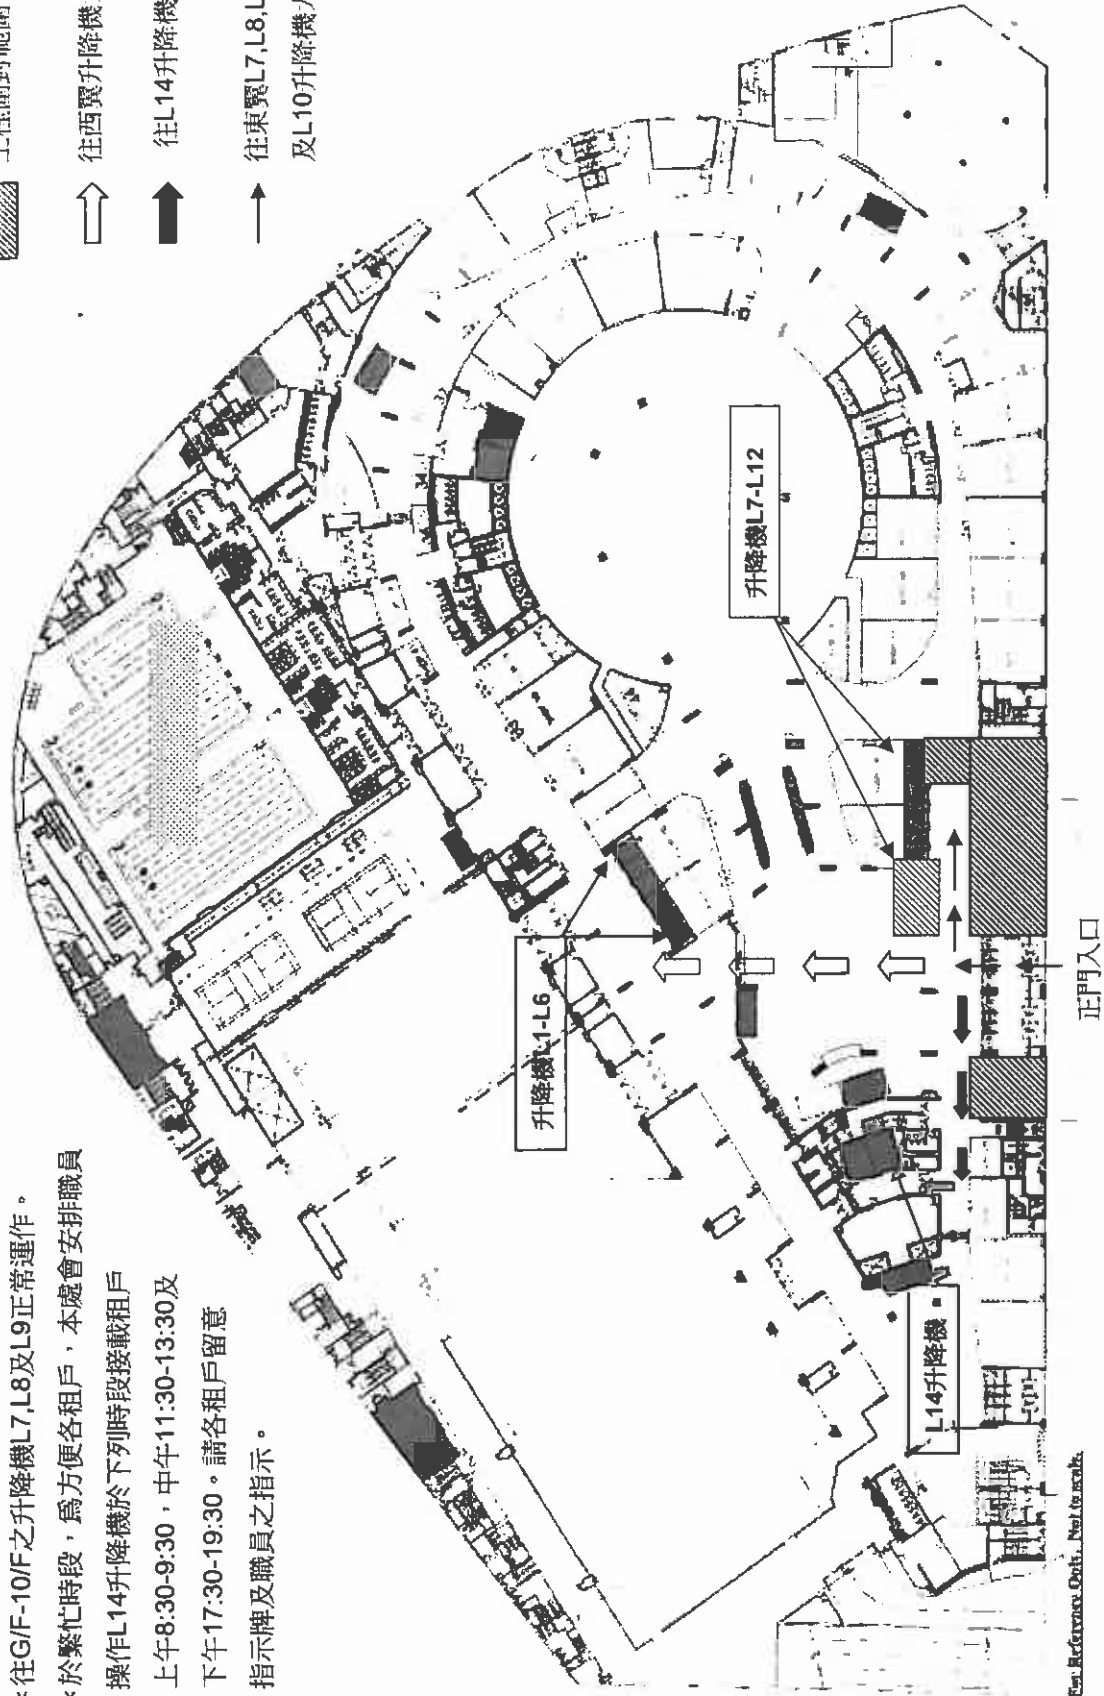 往G/F-10/F之升降機L7,L8及L9正常運作。
於繁忙時段，為方便各租戶，本處會安排職員
操作L14升降機於下列時段接載租戶
上午8:30-9:30，中午11:30-13:30及
下午17:30-19:30。請各租戶留意
指示牌及職員之指示。
往西翼升降機
往L14升降機
往東翼L7,L8,L
及L10升降機
升降機L1-L6
升降機L7-L12
L14升降機
正門入口
For Reference Only. Not to scale.